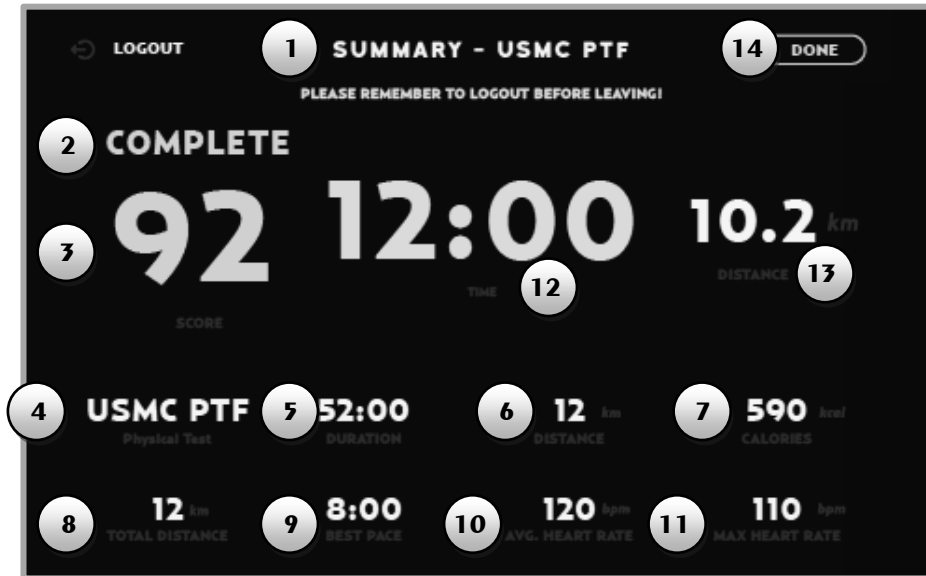 LOGOUT 1 SUMMARY - USMC PTF 14 DONE
PLEASE REMEMBER TO LOGOUT BEFORE LEAVING!
2 COMPLETE
3 92 12:00 10.2 km
TIME 12 DISTANCE 13
SCORE
4 USMC PTF 5 52:00 6 12 km 7 590 kcal
Physical Test DURATION DISTANCE CALORIES
8 12 km 9 8:00 10 120 bpm 11 110 bpm
TOTAL DISTANCE BEST PACE AVG. HEART RATE MAX HEART RATE